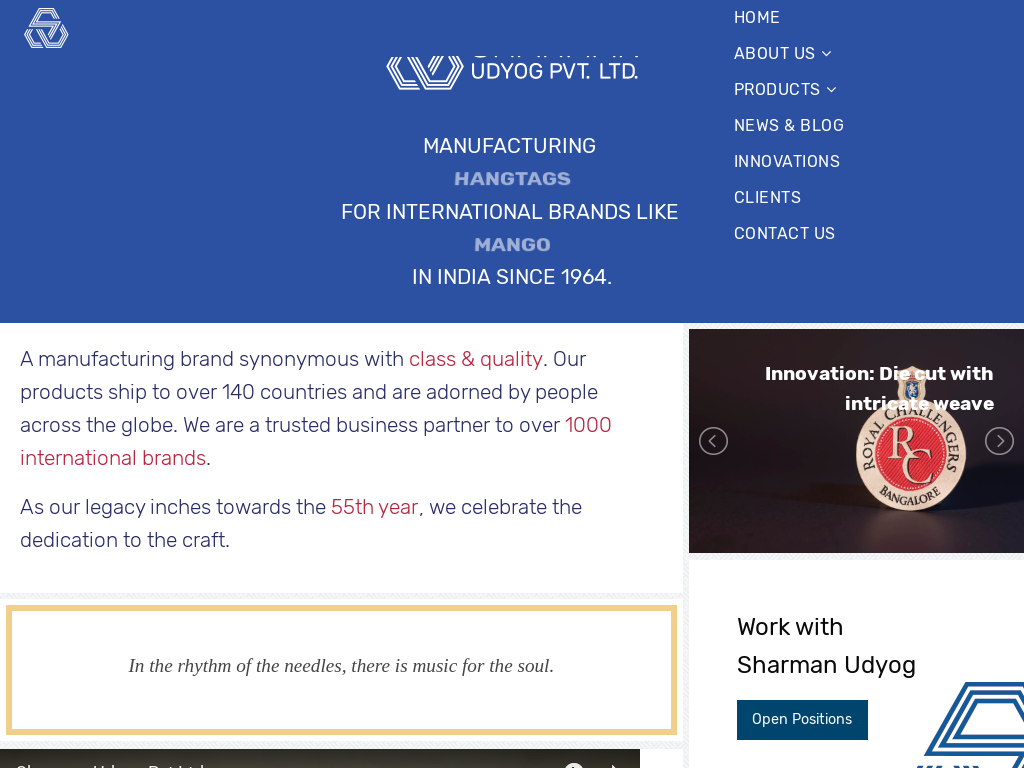 HOME
ABOUT US
PRODUCTS
NEWS & BLOG
INNOVATIONS
CLIENTS
CONTACT US
UDYOG PVT. LTD.
MANUFACTURING
HANGTAGS
FOR INTERNATIONAL BRANDS LIKE
MANGO
IN INDIA SINCE 1964.
A manufacturing brand synonymous with class & quality. Our
products ship to over 140 countries and are adorned by people
across the globe. We are a trusted business partner to over 1000
international brands.
As our legacy inches towards the 55th year, we celebrate the
dedication to the craft.
In the rhythm of the needles, there is music for the soul.
Innovation: Die cut with
intricate weave
ROYAL CHALLENGERS
RC
BANGALORE
Work with
Sharman Udyog
Open Positions